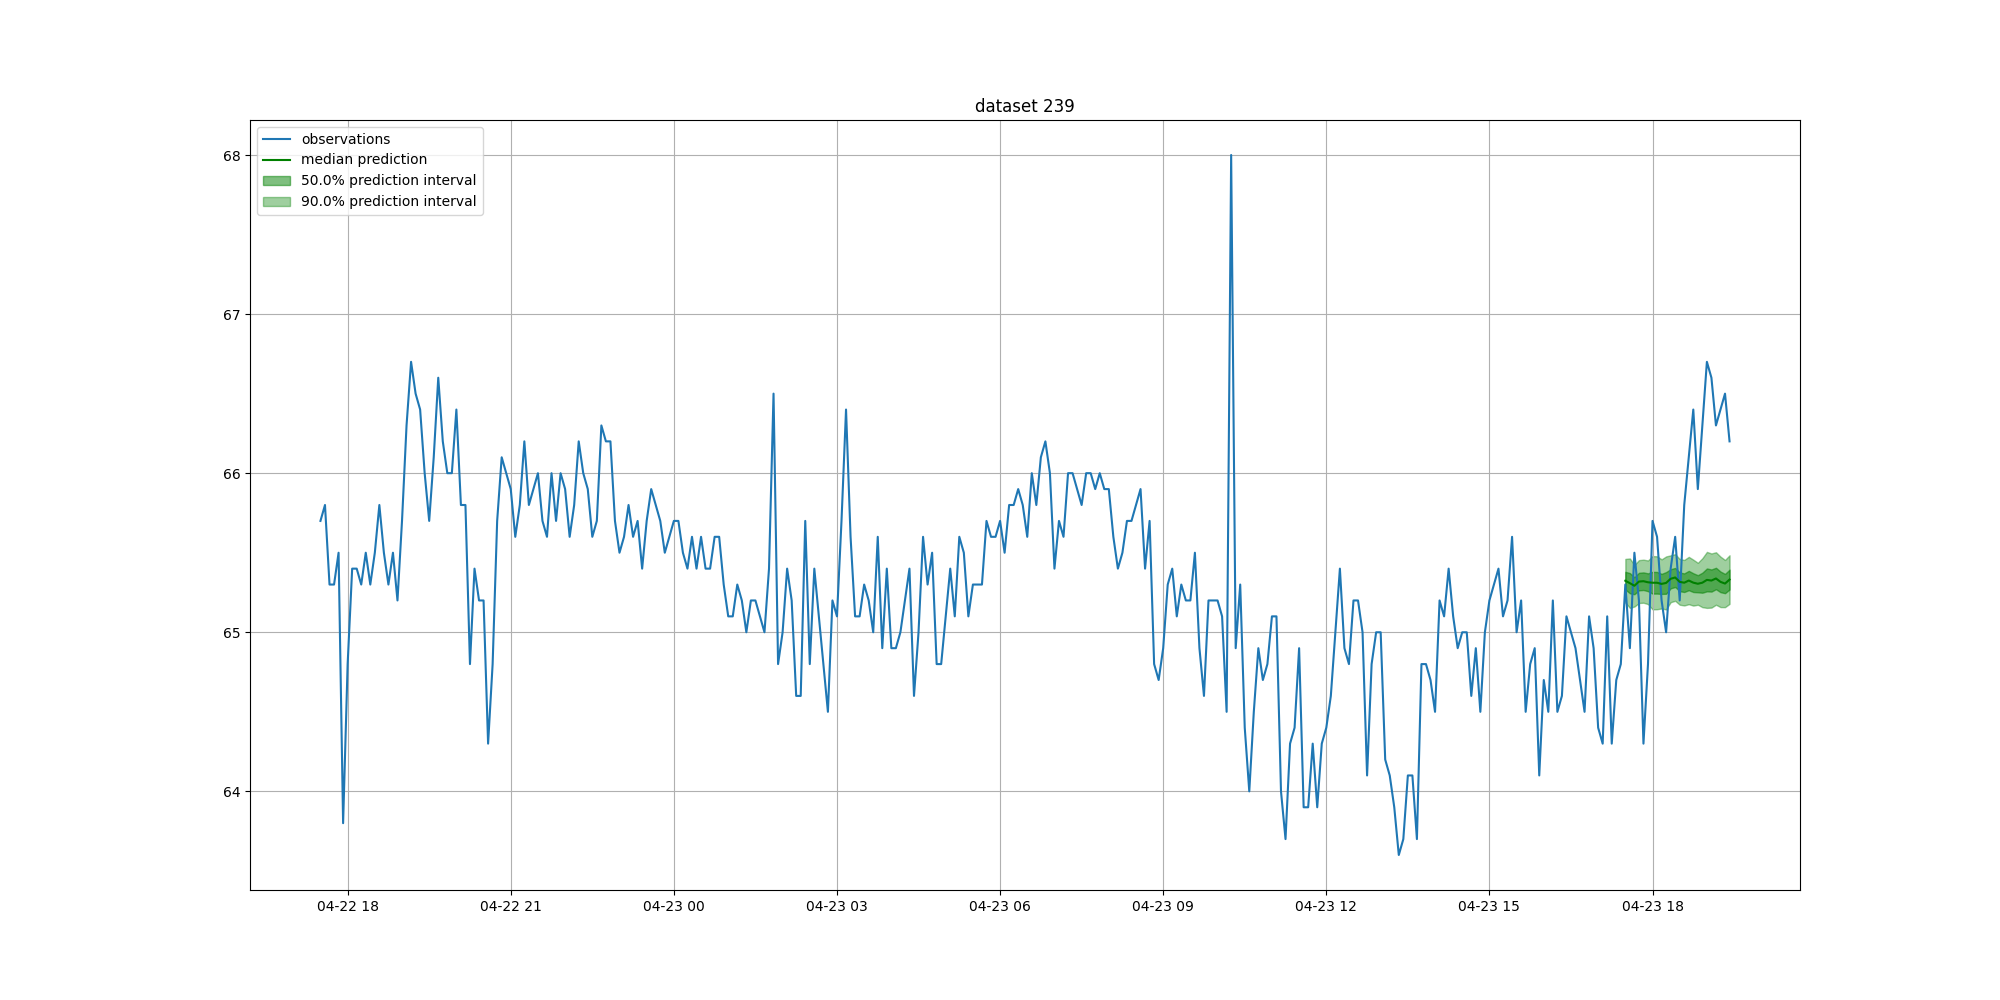 dataset 239
observations
median prediction
50.0% prediction interval
90.0% prediction interval
68
67
66
65
64
04-22 18
04-22 21
04-23 00
04-23 03
04-23 06
04-23 09
04-23 12
04-23 15
04-23 18